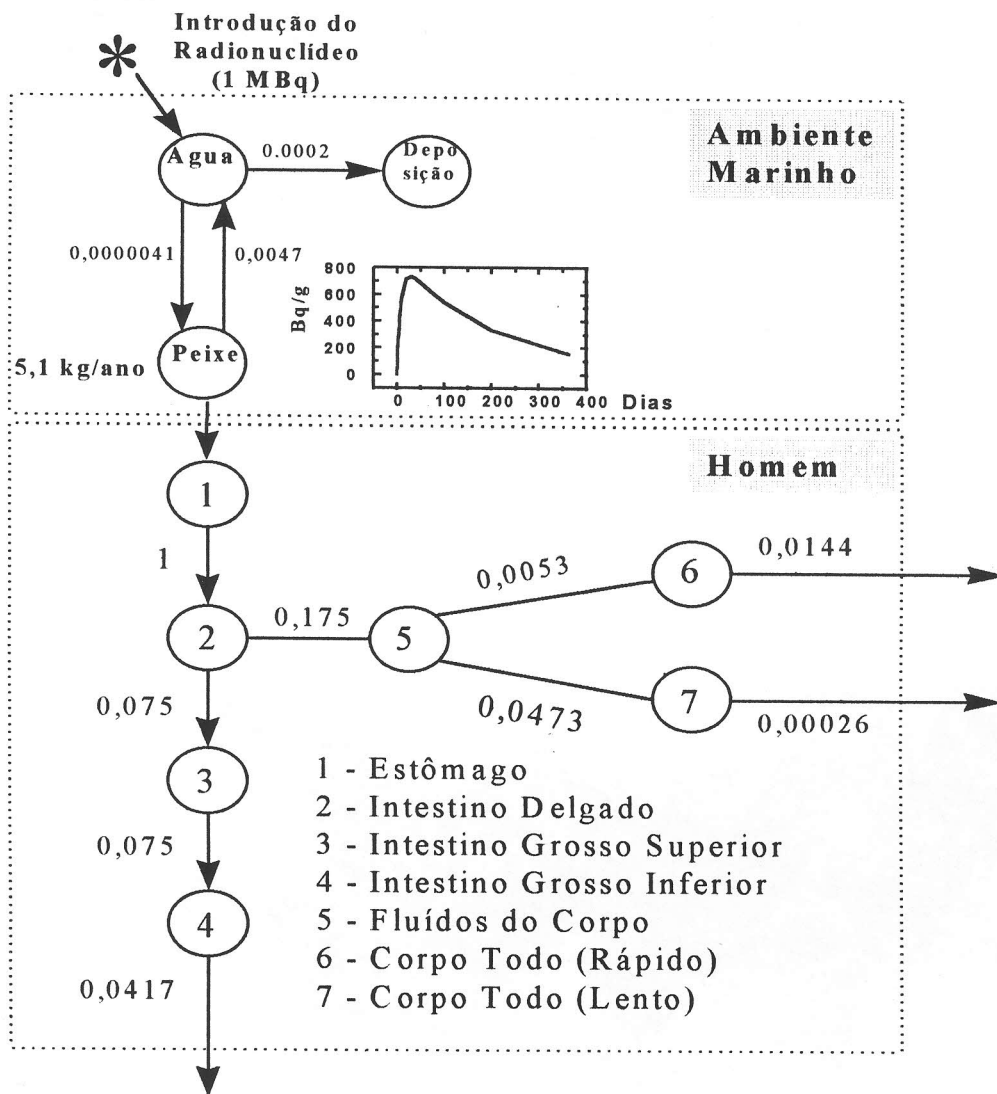 Introdução do
Radionuclídeo
(1 MBq)
*
Ambiente
Marinho
Agua
0.0002
Depo
sição
0,0000041
0,0047
Bq/g
800
600
400
200
0
0 100 200 300 400 Dias
Peixe
5,1 kg/ano
Homem
1
1
2
0,175
5
0,0053
6
0,0144
0,0473
7
0,00026
0,075
3
0,075
4
0,0417
1 - Estômago
2 - Intestino Delgado
3 - Intestino Grosso Superior
4 - Intestino Grosso Inferior
5 - Fluídos do Corpo
6 - Corpo Todo (Rápido)
7 - Corpo Todo (Lento)